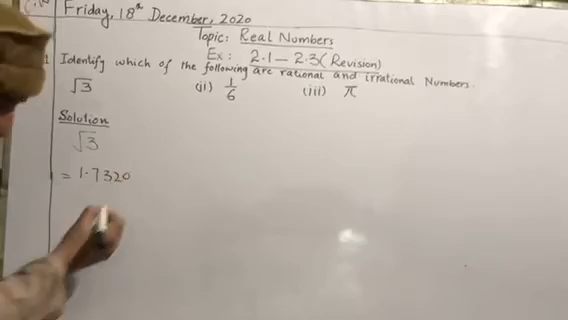 Friday, 18th December, 2020
Topic: Real Numbers
Ex: 2.1 - 2.3 (Revision)
Identify which of the following are rational and irrational Numbers.
√3 (ii) 1/6 (iii) π
Solution
√3
= 1.7320